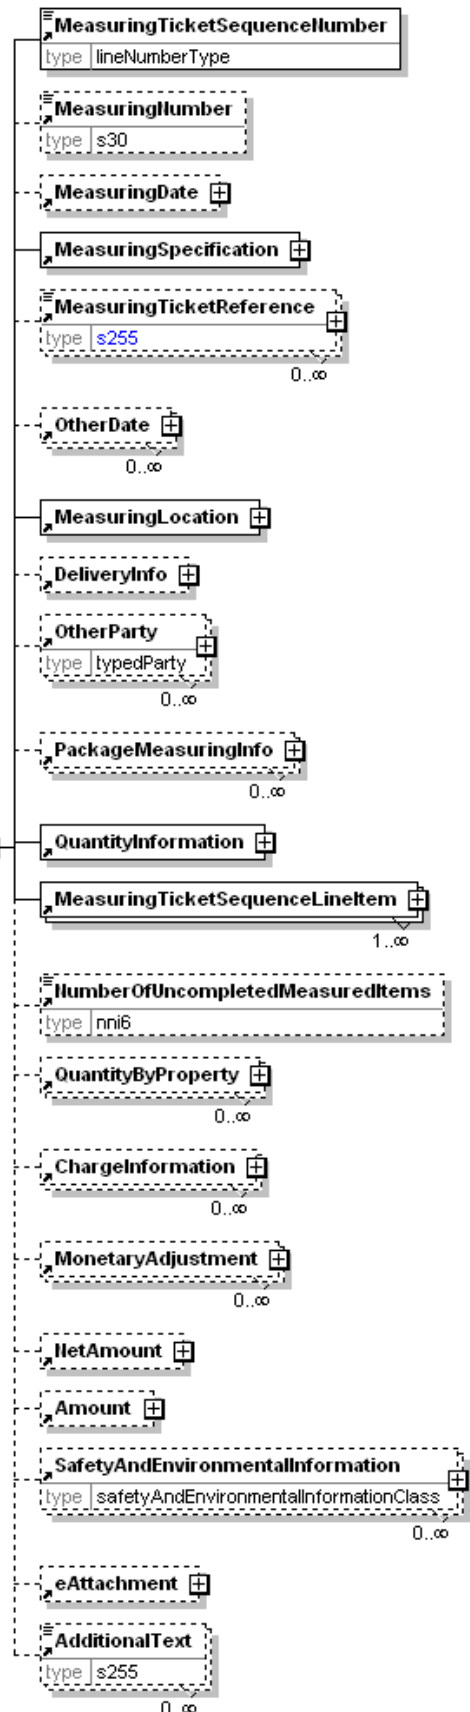 MeasuringTicketSequenceNumber
type lineNumberType
MeasuringNumber
type s30
MeasuringDate
MeasuringSpecification
MeasuringTicketReference
type s255
0..∞
OtherDate
0..∞
MeasuringLocation
DeliveryInfo
OtherParty
type typedParty
0..∞
PackageMeasuringInfo
0..∞
QuantityInformation
MeasuringTicketSequenceLineItem
1..∞
NumberOfUncompletedMeasuredItems
type nni6
QuantityByProperty
0..∞
ChargeInformation
0..∞
MonetaryAdjustment
0..∞
NetAmount
Amount
SafetyAndEnvironmentalInformation
type safetyAndEnvironmentalInformationClass
0..∞
eAttachment
AdditionalText
type s255
0..∞